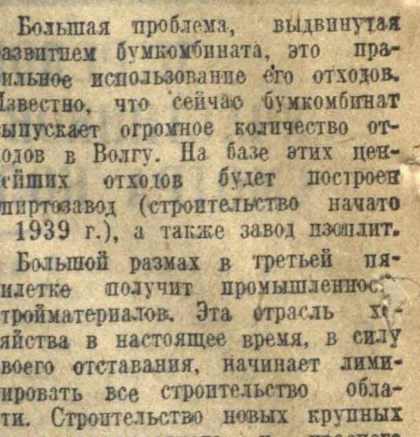 Большая проблема, выдвинутая
развитием бумкомбината, это пра-
вильное использование его отходов.
Известно, что сейчас бумкомбинат
выпускает огромное количество от-
ходов в Волгу. На базе этих цен-
нейших отходов будет построен
спиртозавод (строительство начато
в 1939 г.), а также завод изоплит.
Большой размах в третьей пя-
тилетке получит промышленность
стройматериалов. Эта отрасль хо-
зяйства в настоящее время, в силу
своего отставания, начинает лими-
тировать все строительство обла-
сти. Строительство новых крупных